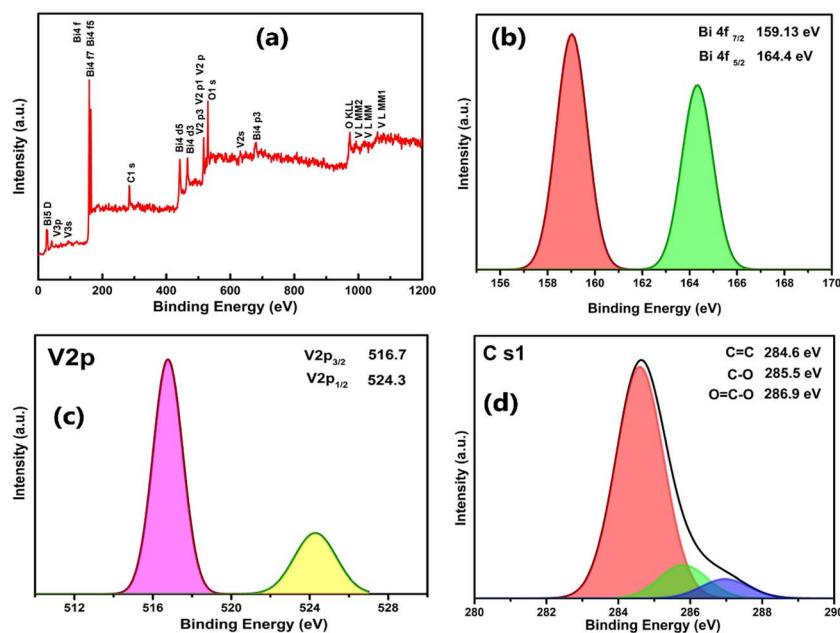 (a)
Intensity (a.u.)
Bi5 D
V3p
V3s
Bi4 f
Bi4 f7 Bi4 f5
C1 s
Bi4 d5
Bi4 d3
V2 p3 V2 p1 V2 p
O1 s
V2s
Bi4 p3
O KLL
V L MM2
V L MM
V L MM1
0 200 400 600 800 1000 1200
Binding Energy (eV)
(b)
Bi 4f 7/2 159.13 eV
Bi 4f 5/2 164.4 eV
Intensity (a.u.)
156 158 160 162 164 166 168 170
Binding Energy (eV)
V2p
V2p3/2 516.7
V2p1/2 524.3
(c)
Intensity (a.u.)
512 516 520 524 528
Binding Energy (eV)
C s1
C=C 284.6 eV
C-O 285.5 eV
O=C-O 286.9 eV
(d)
Intensity (a.u.)
280 282 284 286 288 290
Binding Energy (eV)